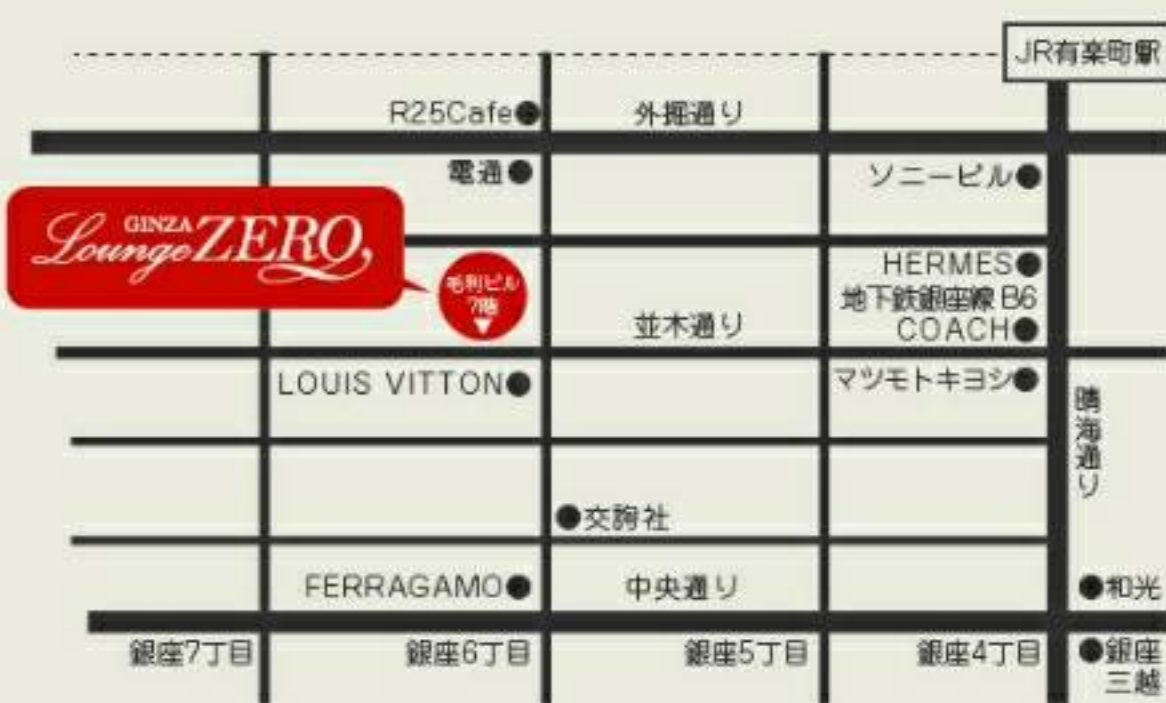 JR有楽町駅
R25Cafe●
外掘通り
電通●
ソニービル●
GINZA
Lounge ZERO,
毛利ビル
7階
▼
HERMES●
地下鉄銀座線 B6
COACH●
並木通り
LOUIS VITTON●
マツモトキヨシ●
晴海通り
●交詢社
FERRAGAMO●
中央通り
●和光
銀座7丁目
銀座6丁目
銀座5丁目
銀座4丁目
●銀座
三越